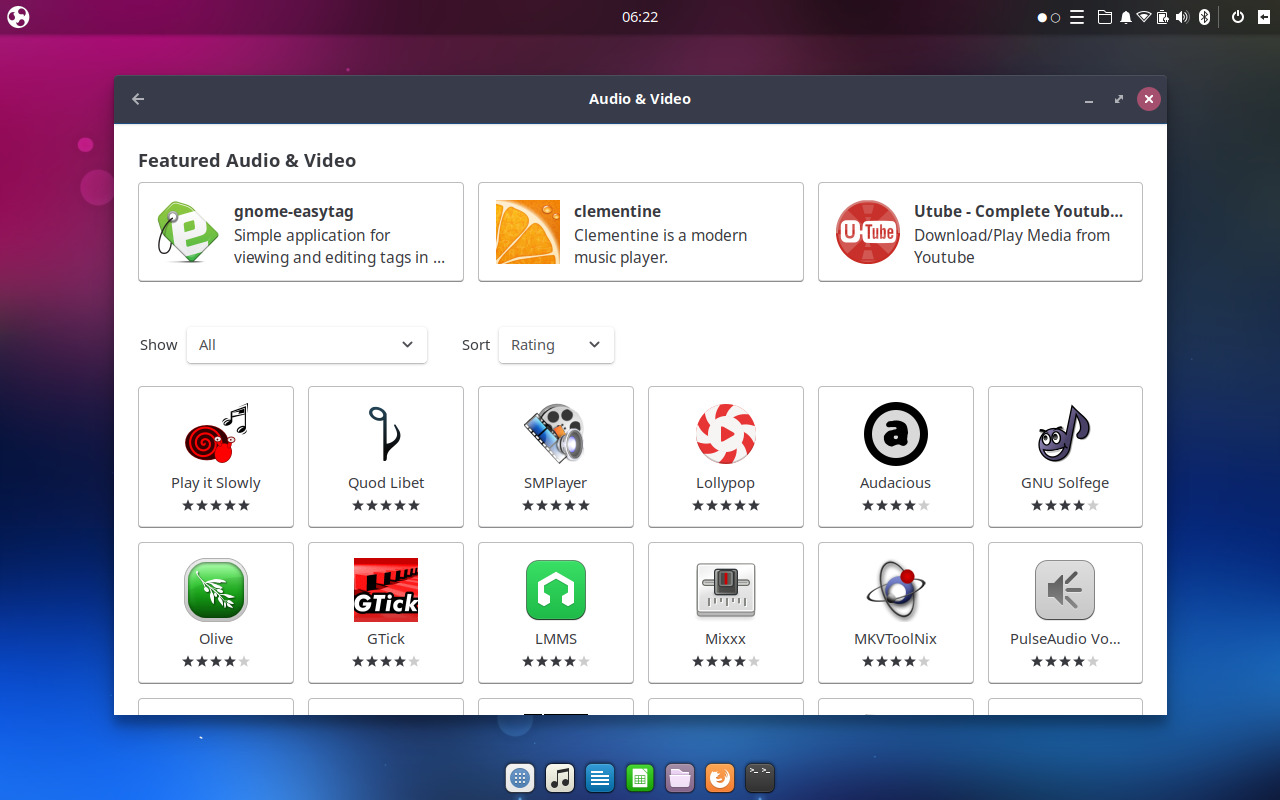 06:22
Audio & Video
Featured Audio & Video
gnome-easytag
Simple application for
viewing and editing tags in ...
clementine
Clementine is a modern
music player.
U Tube
Utube - Complete Youtub...
Download/Play Media from
Youtube
Show All Sort Rating
Play it Slowly Quod Libet SMPlayer Lollypop Audacious GNU Solfege
GTick
Olive GTick LMMS Mixxx MKVToolNix PulseAudio Vo...